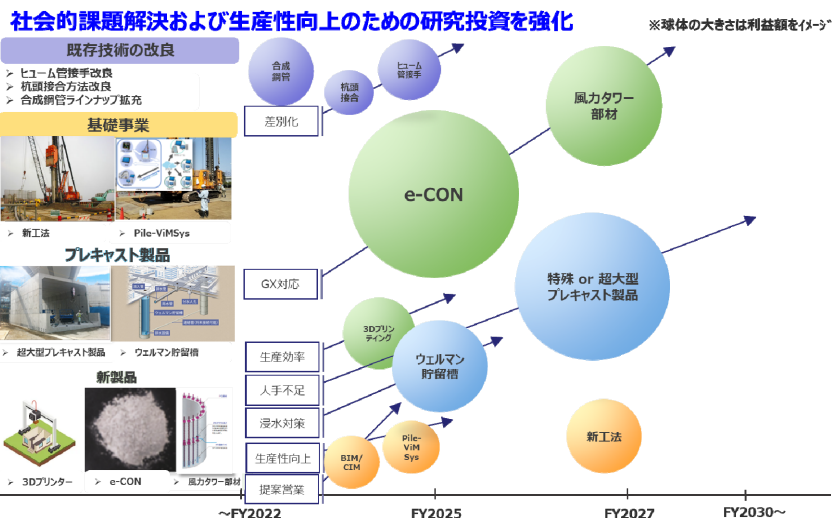 社会的課題解決および生産性向上のための研究投資を強化
※球体の大きさは利益額をイメージ
既存技術の改良
➢ ヒューム管接手改良
➢ 杭頭接合方法改良
➢ 合成鋼管ラインナップ拡充
基礎事業
➢ 新工法
➢ Pile-ViMSys
プレキャスト製品
➢ 超大型プレキャスト製品
➢ ウェルマン貯留槽
新製品
➢ 3Dプリンター
➢ e-CON
➢ 風力タワー部材
合成
鋼管
杭頭
接合
ヒューム
管接手
差別化
e-CON
風力タワー
部材
GX対応
特殊 or 超大型
プレキャスト製品
3Dプリン
ティング
生産効率
ウェルマン
貯留槽
人手不足
浸水対策
生産性向上
BIM/
CIM
Pile-
ViM
Sys
新工法
提案営業
～FY2022
FY2025
FY2027
FY2030～